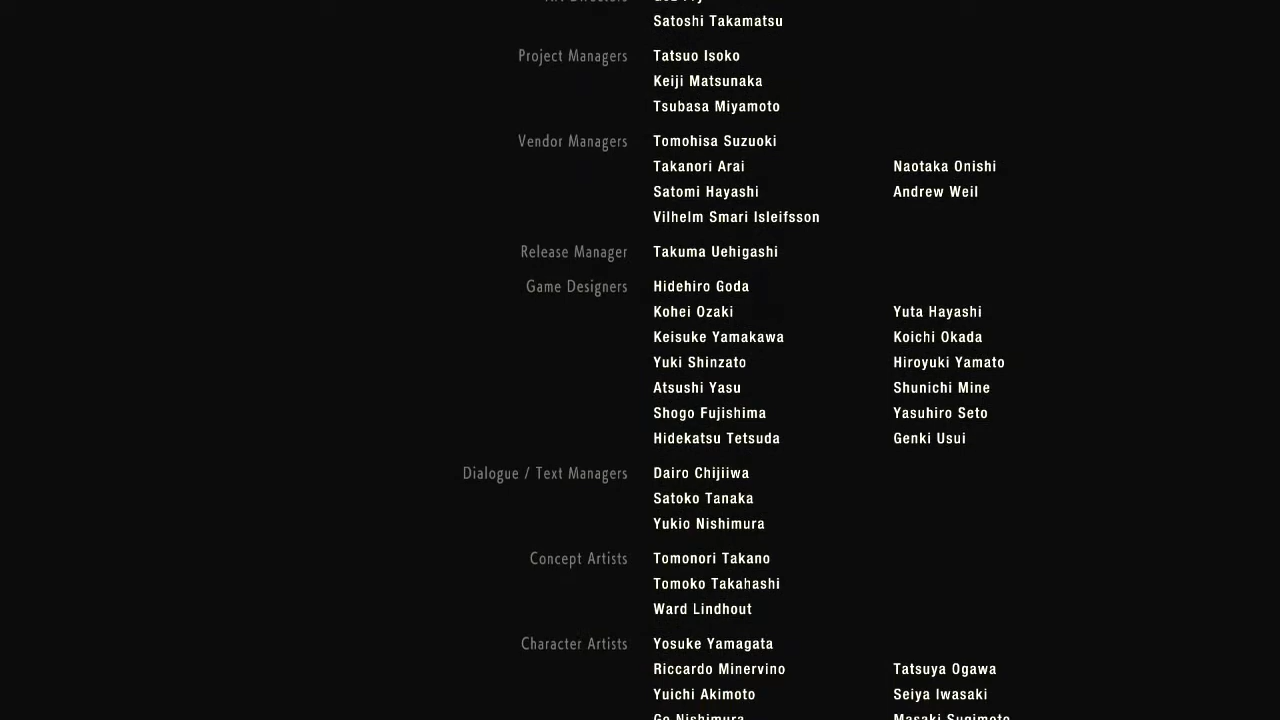 Satoshi Takamatsu
Project Managers Tatsuo Isoko
Keiji Matsunaka
Tsubasa Miyamoto
Vendor Managers Tomohisa Suzuoki
Takanori Arai Naotaka Onishi
Satomi Hayashi Andrew Weil
Vilhelm Smari Isleifsson
Release Manager Takuma Uehigashi
Game Designers Hidehiro Goda
Kohei Ozaki Yuta Hayashi
Keisuke Yamakawa Koichi Okada
Yuki Shinzato Hiroyuki Yamato
Atsushi Yasu Shunichi Mine
Shogo Fujishima Yasuhiro Seto
Hidekatsu Tetsuda Genki Usui
Dialogue / Text Managers Dairo Chijiiwa
Satoko Tanaka
Yukio Nishimura
Concept Artists Tomonori Takano
Tomoko Takahashi
Ward Lindhout
Character Artists Yosuke Yamagata
Riccardo Minervino Tatsuya Ogawa
Yuichi Akimoto Seiya Iwasaki
Go Nishimura Masaki Sugimoto